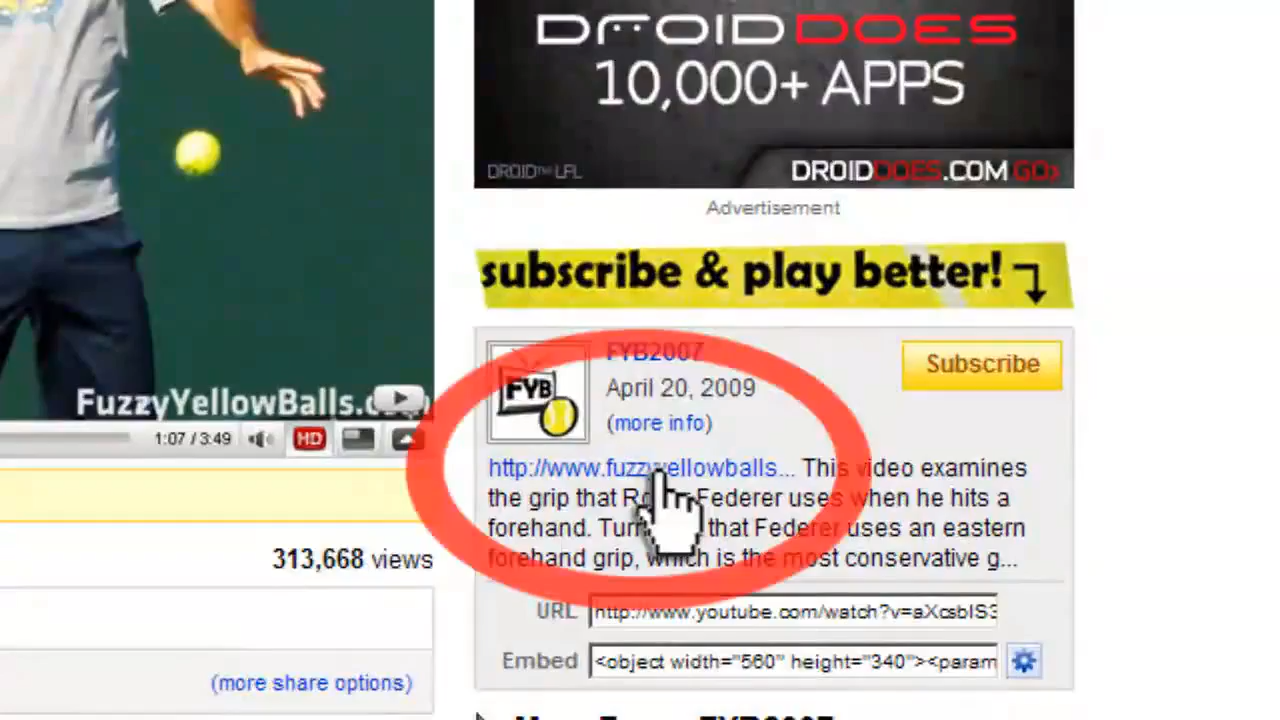 DROID DOES
10,000+ APPS
DROID™ LFL
DROIDDOES.COM GO>
Advertisement
subscribe & play better!
FYB
FYB2007
April 20, 2009
(more info)
Subscribe
http://www.fuzzyellowballs... This video examines
the grip that Federer uses when he hits a
forehand. that Federer uses an eastern
forehand grip, which is the most conservative g...
URL
http://www.youtube.com/watch?v=aXcsbIS3
Embed
<object width="560" height="340"><param
FuzzyYellowBalls.com
1:07 / 3:49
HD
313,668 views
(more share options)
FYB2007